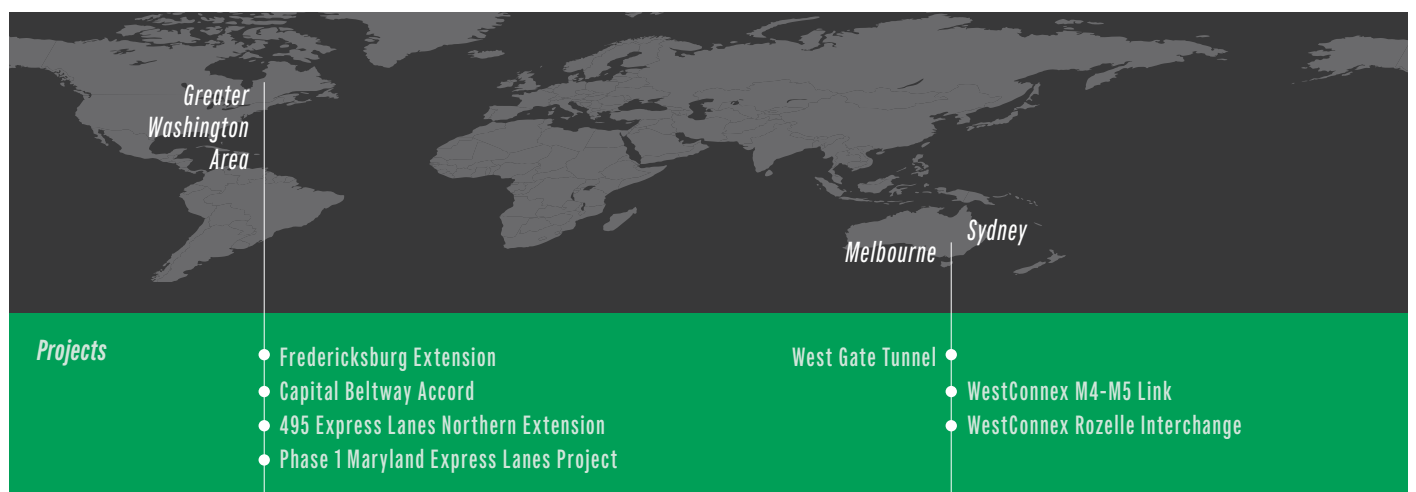 Greater
Washington
Area
Sydney
Melbourne
Projects
Fredericksburg Extension
Capital Beltway Accord
495 Express Lanes Northern Extension
Phase 1 Maryland Express Lanes Project
West Gate Tunnel
WestConnex M4-M5 Link
WestConnex Rozelle Interchange